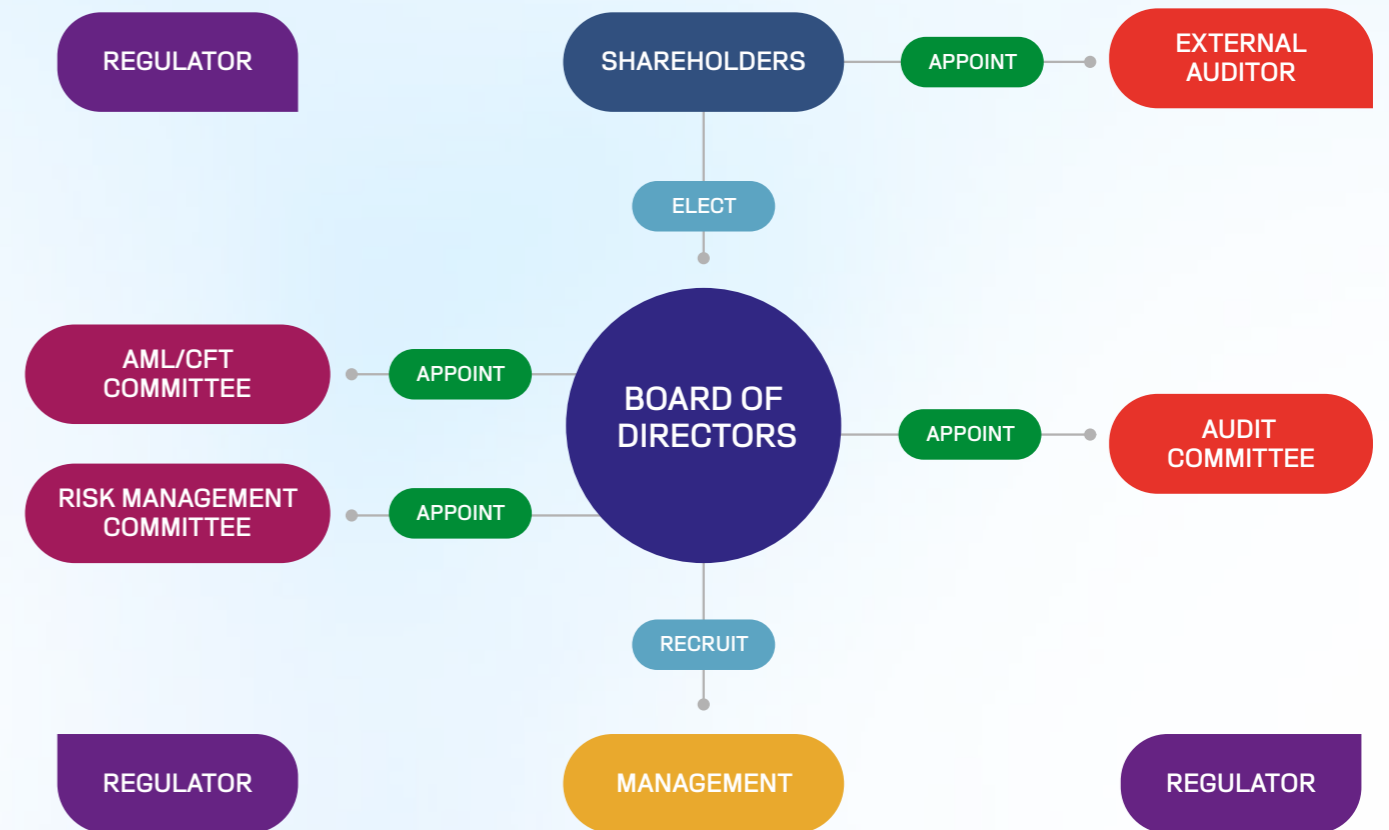 REGULATOR
SHAREHOLDERS
APPOINT
EXTERNAL
AUDITOR
ELECT
AML/CFT
COMMITTEE
APPOINT
BOARD OF
DIRECTORS
APPOINT
AUDIT
COMMITTEE
RISK MANAGEMENT
COMMITTEE
APPOINT
RECRUIT
REGULATOR
MANAGEMENT
REGULATOR